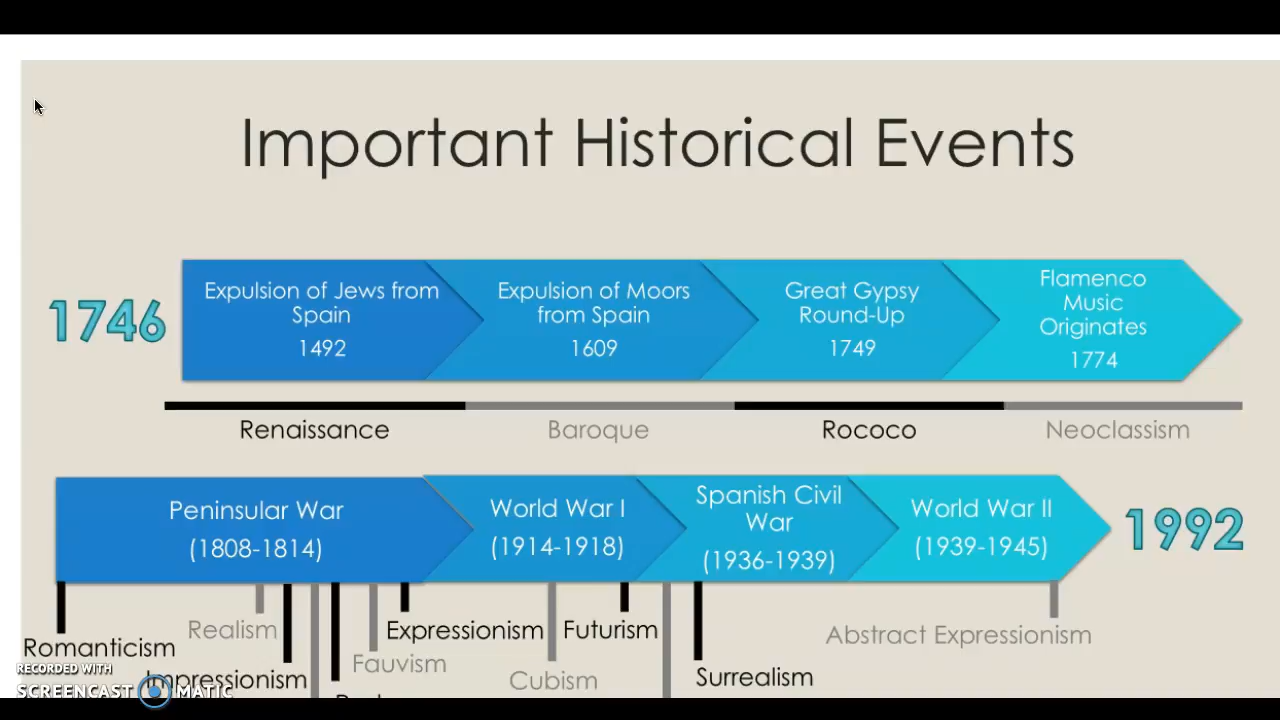 Important Historical Events
1746
Expulsion of Jews from
Spain
1492
Expulsion of Moors
from Spain
1609
Great Gypsy
Round-Up
1749
Flamenco
Music
Originates
1774
Renaissance
Baroque
Rococo
Neoclassism
Peninsular War
(1808-1814)
World War I
(1914-1918)
Spanish Civil
War
(1936-1939)
World War II
(1939-1945)
1992
Romanticism
Realism
Impressionism
Fauvism
Expressionism
Cubism
Futurism
Surrealism
Abstract Expressionism
RECORDED WITH
SCREENCAST MATIC